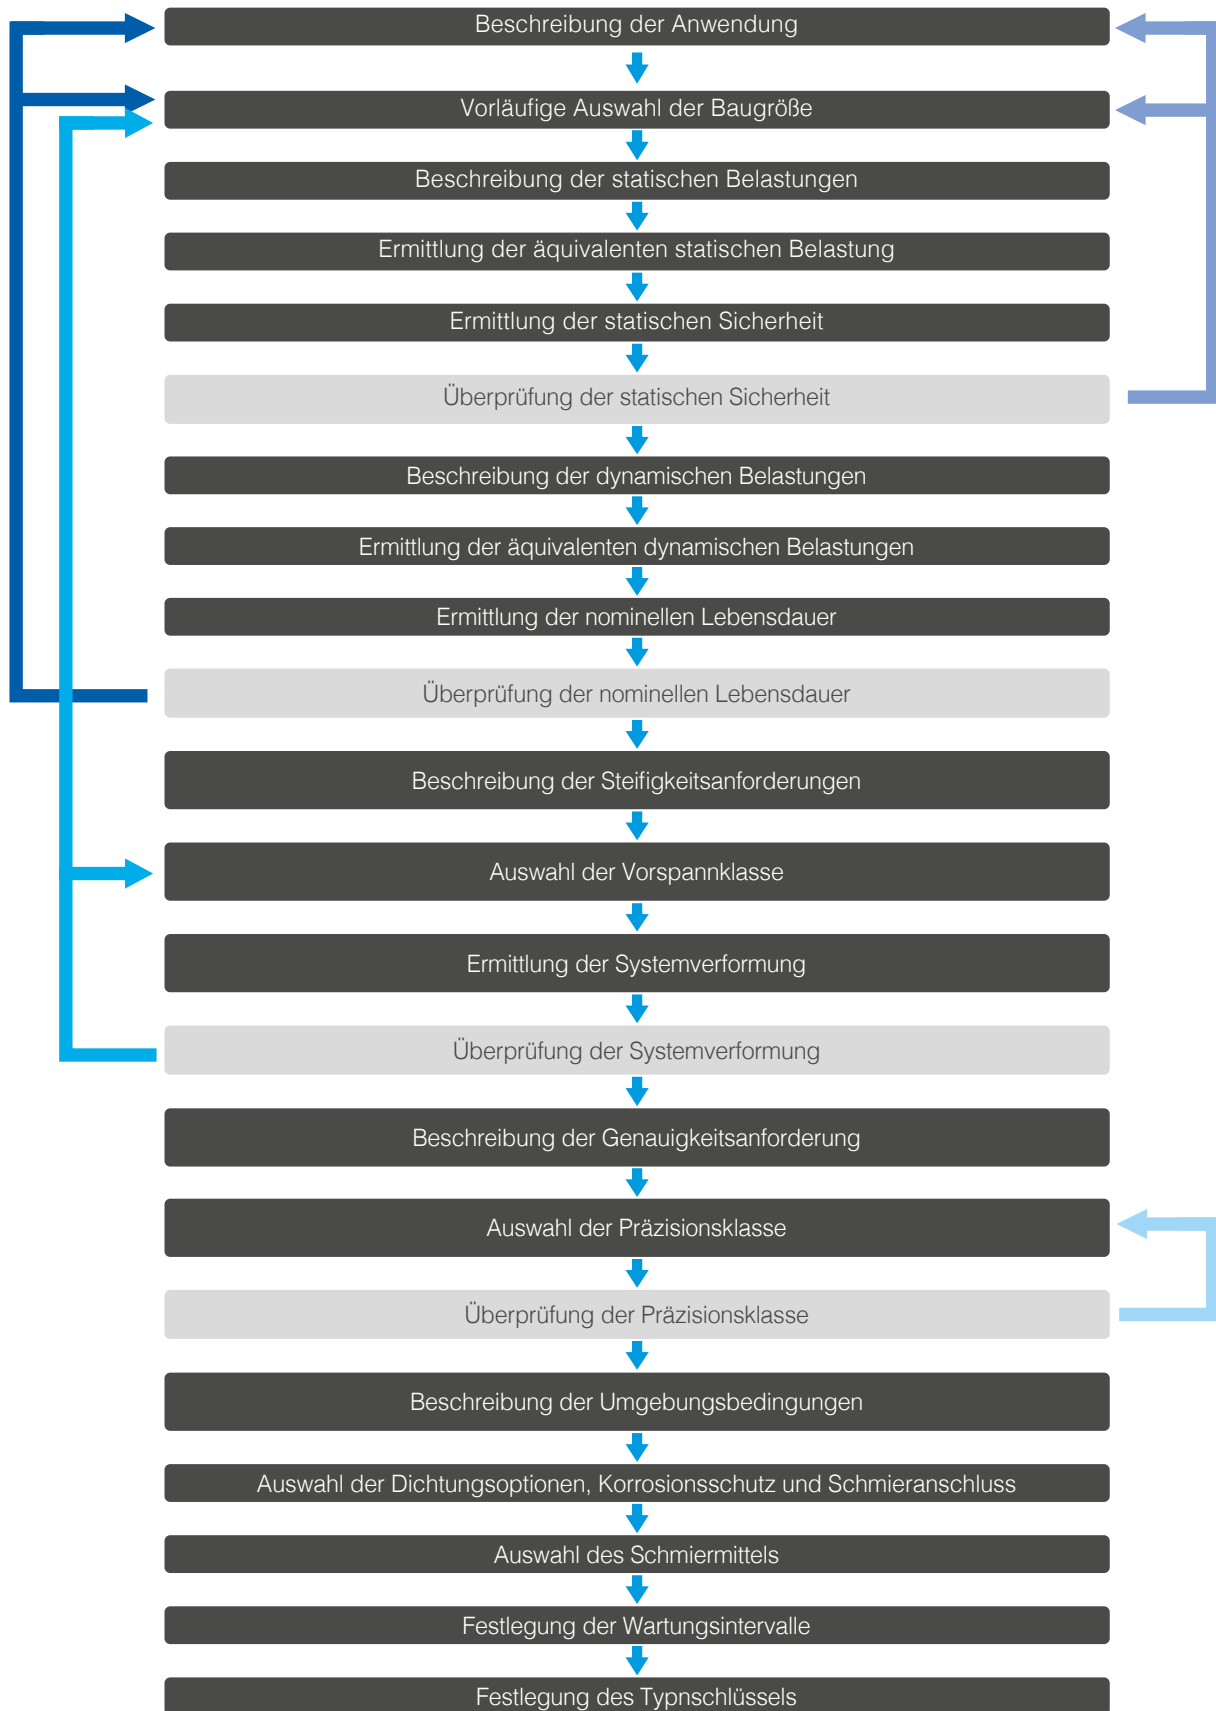 Beschreibung der Anwendung
Vorläufige Auswahl der Baugröße
Beschreibung der statischen Belastungen
Ermittlung der äquivalenten statischen Belastung
Ermittlung der statischen Sicherheit
Überprüfung der statischen Sicherheit
Beschreibung der dynamischen Belastungen
Ermittlung der äquivalenten dynamischen Belastungen
Ermittlung der nominellen Lebensdauer
Überprüfung der nominellen Lebensdauer
Beschreibung der Steifigkeitsanforderungen
Auswahl der Vorspannklasse
Ermittlung der Systemverformung
Überprüfung der Systemverformung
Beschreibung der Genauigkeitsanforderung
Auswahl der Präzisionsklasse
Überprüfung der Präzisionsklasse
Beschreibung der Umgebungsbedingungen
Auswahl der Dichtungsoptionen, Korrosionsschutz und Schmieranschluss
Auswahl des Schmiermittels
Festlegung der Wartungsintervalle
Festlegung des Typnschlüssels